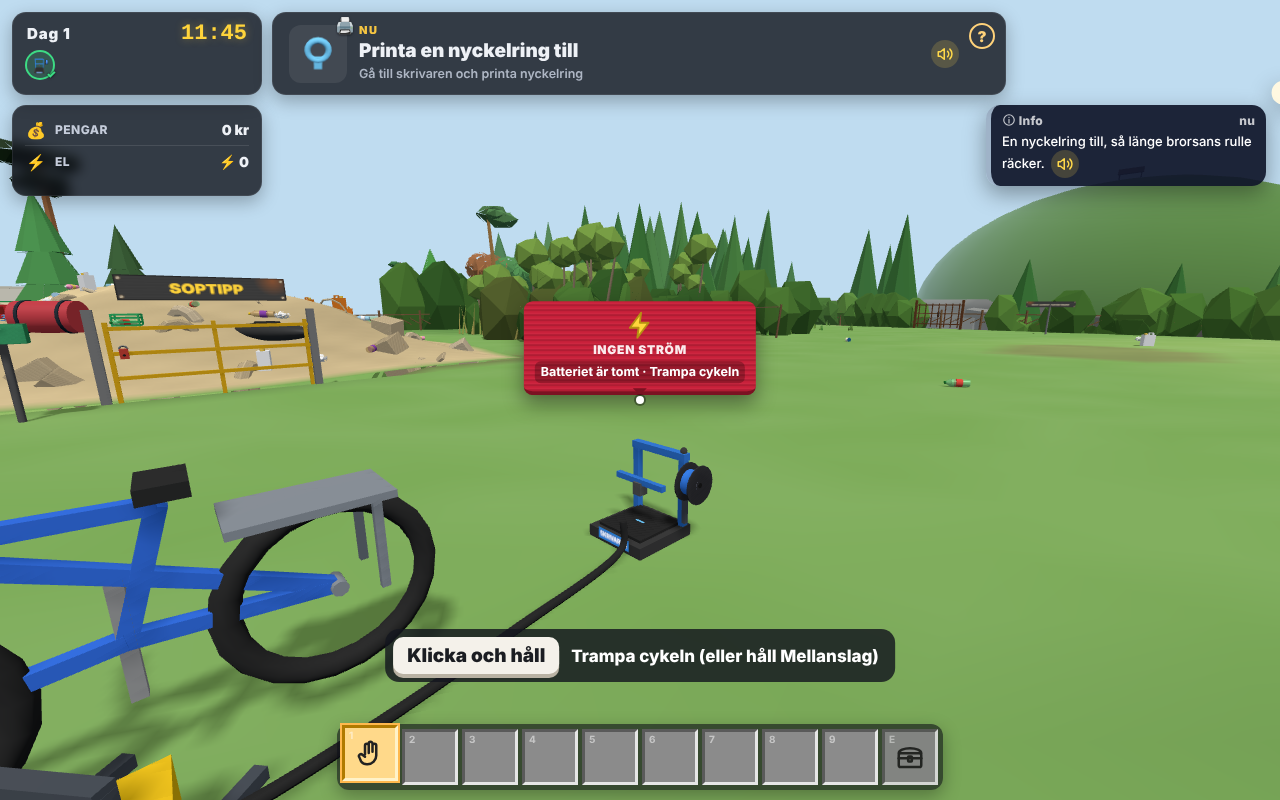 Dag 1
11:45
NU
Printa en nyckelring till
Gå till skrivaren och printa nyckelring
?
PENGAR
0 kr
EL
0
Info
nu
En nyckelring till, så länge brorsans rulle
räcker.
SOPTIPP
INGEN STRÖM
Batteriet är tomt · Trampa cykeln
Klicka och håll
Trampa cykeln (eller håll Mellanslag)
1
2
3
4
5
6
7
8
9
E